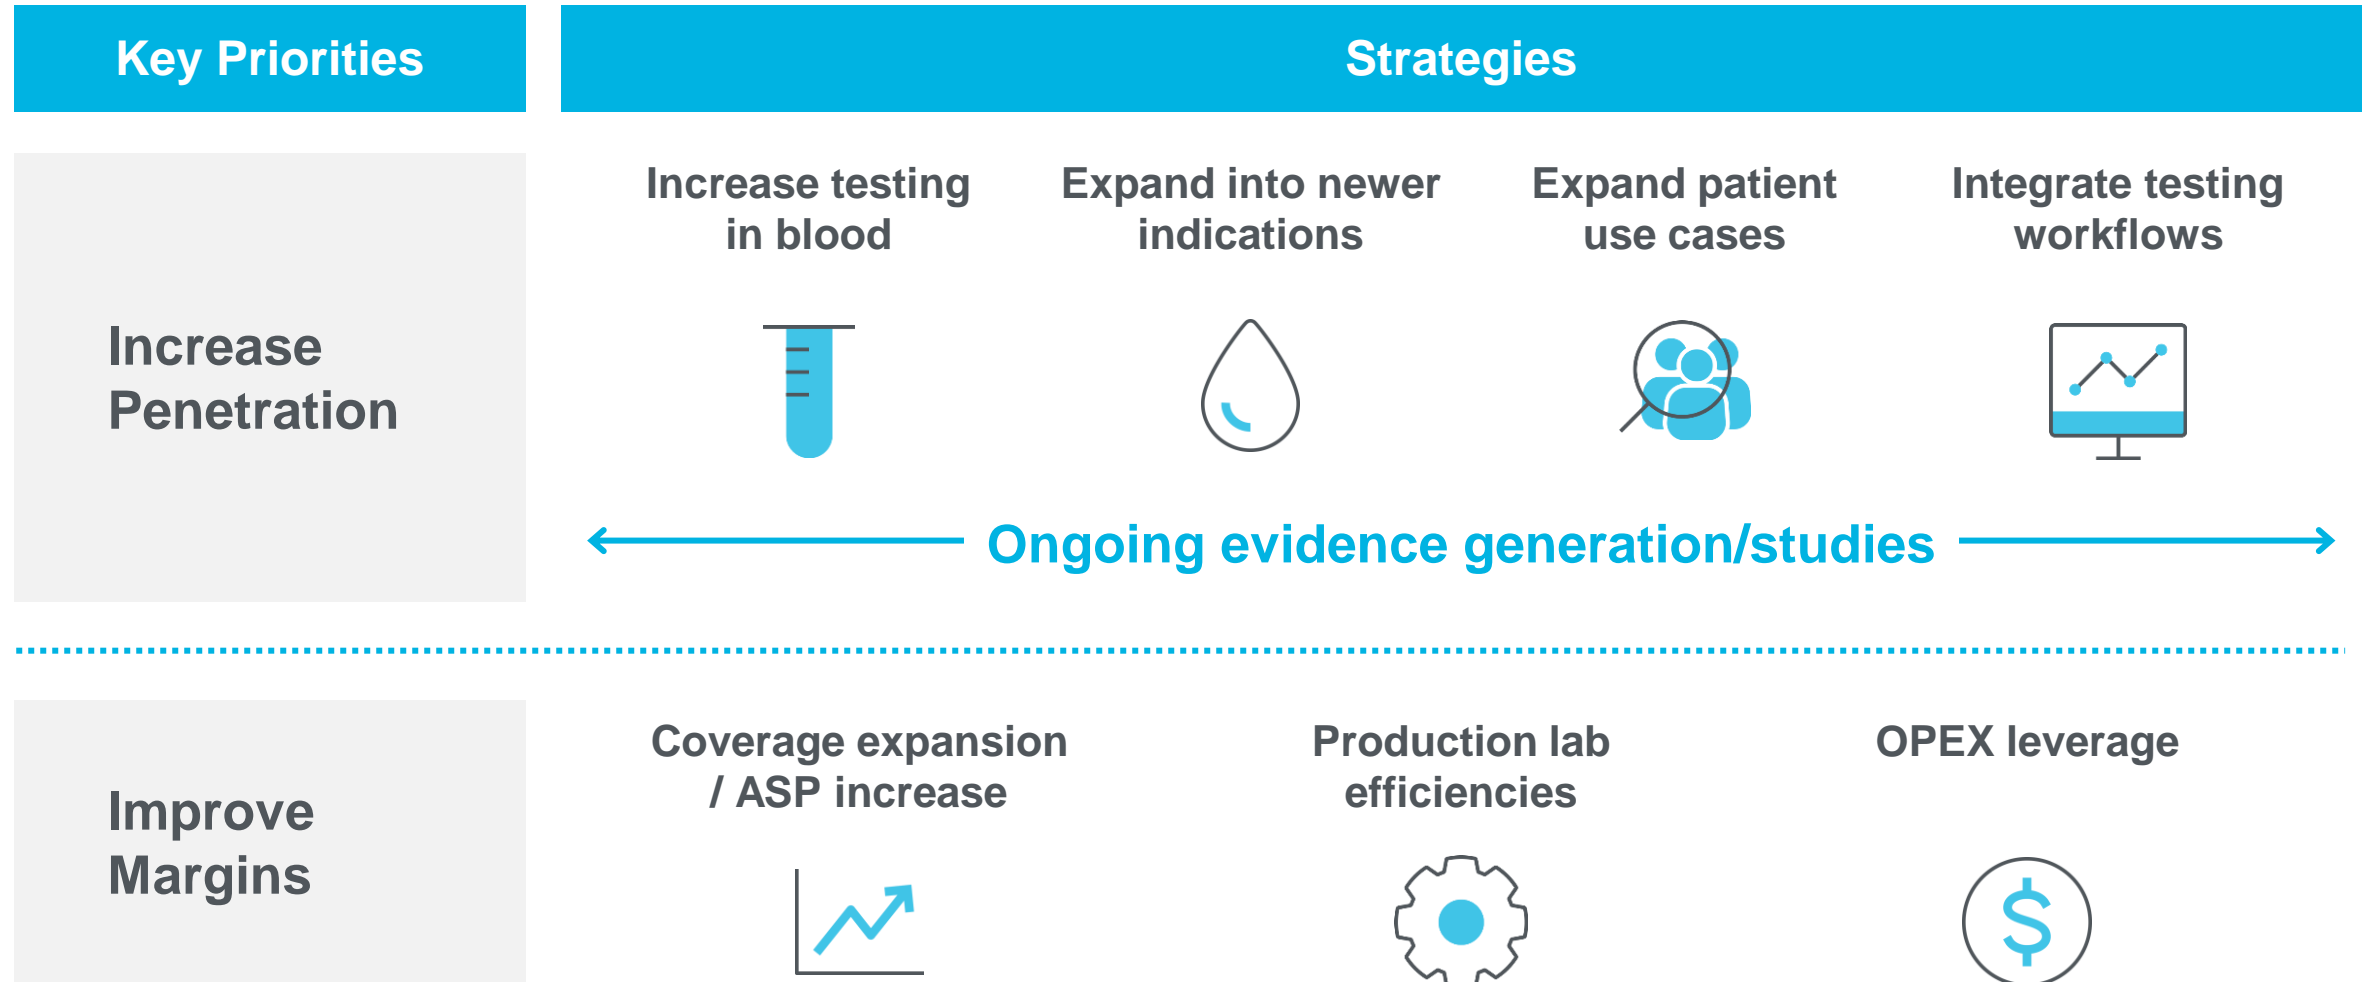 Key Priorities
Strategies
Increase
Penetration
Increase testing
in blood
Expand into newer
indications
Expand patient
use cases
Integrate testing
workflows
Ongoing evidence generation/studies
Improve
Margins
Coverage expansion
/ ASP increase
Production lab
efficiencies
OPEX leverage
$